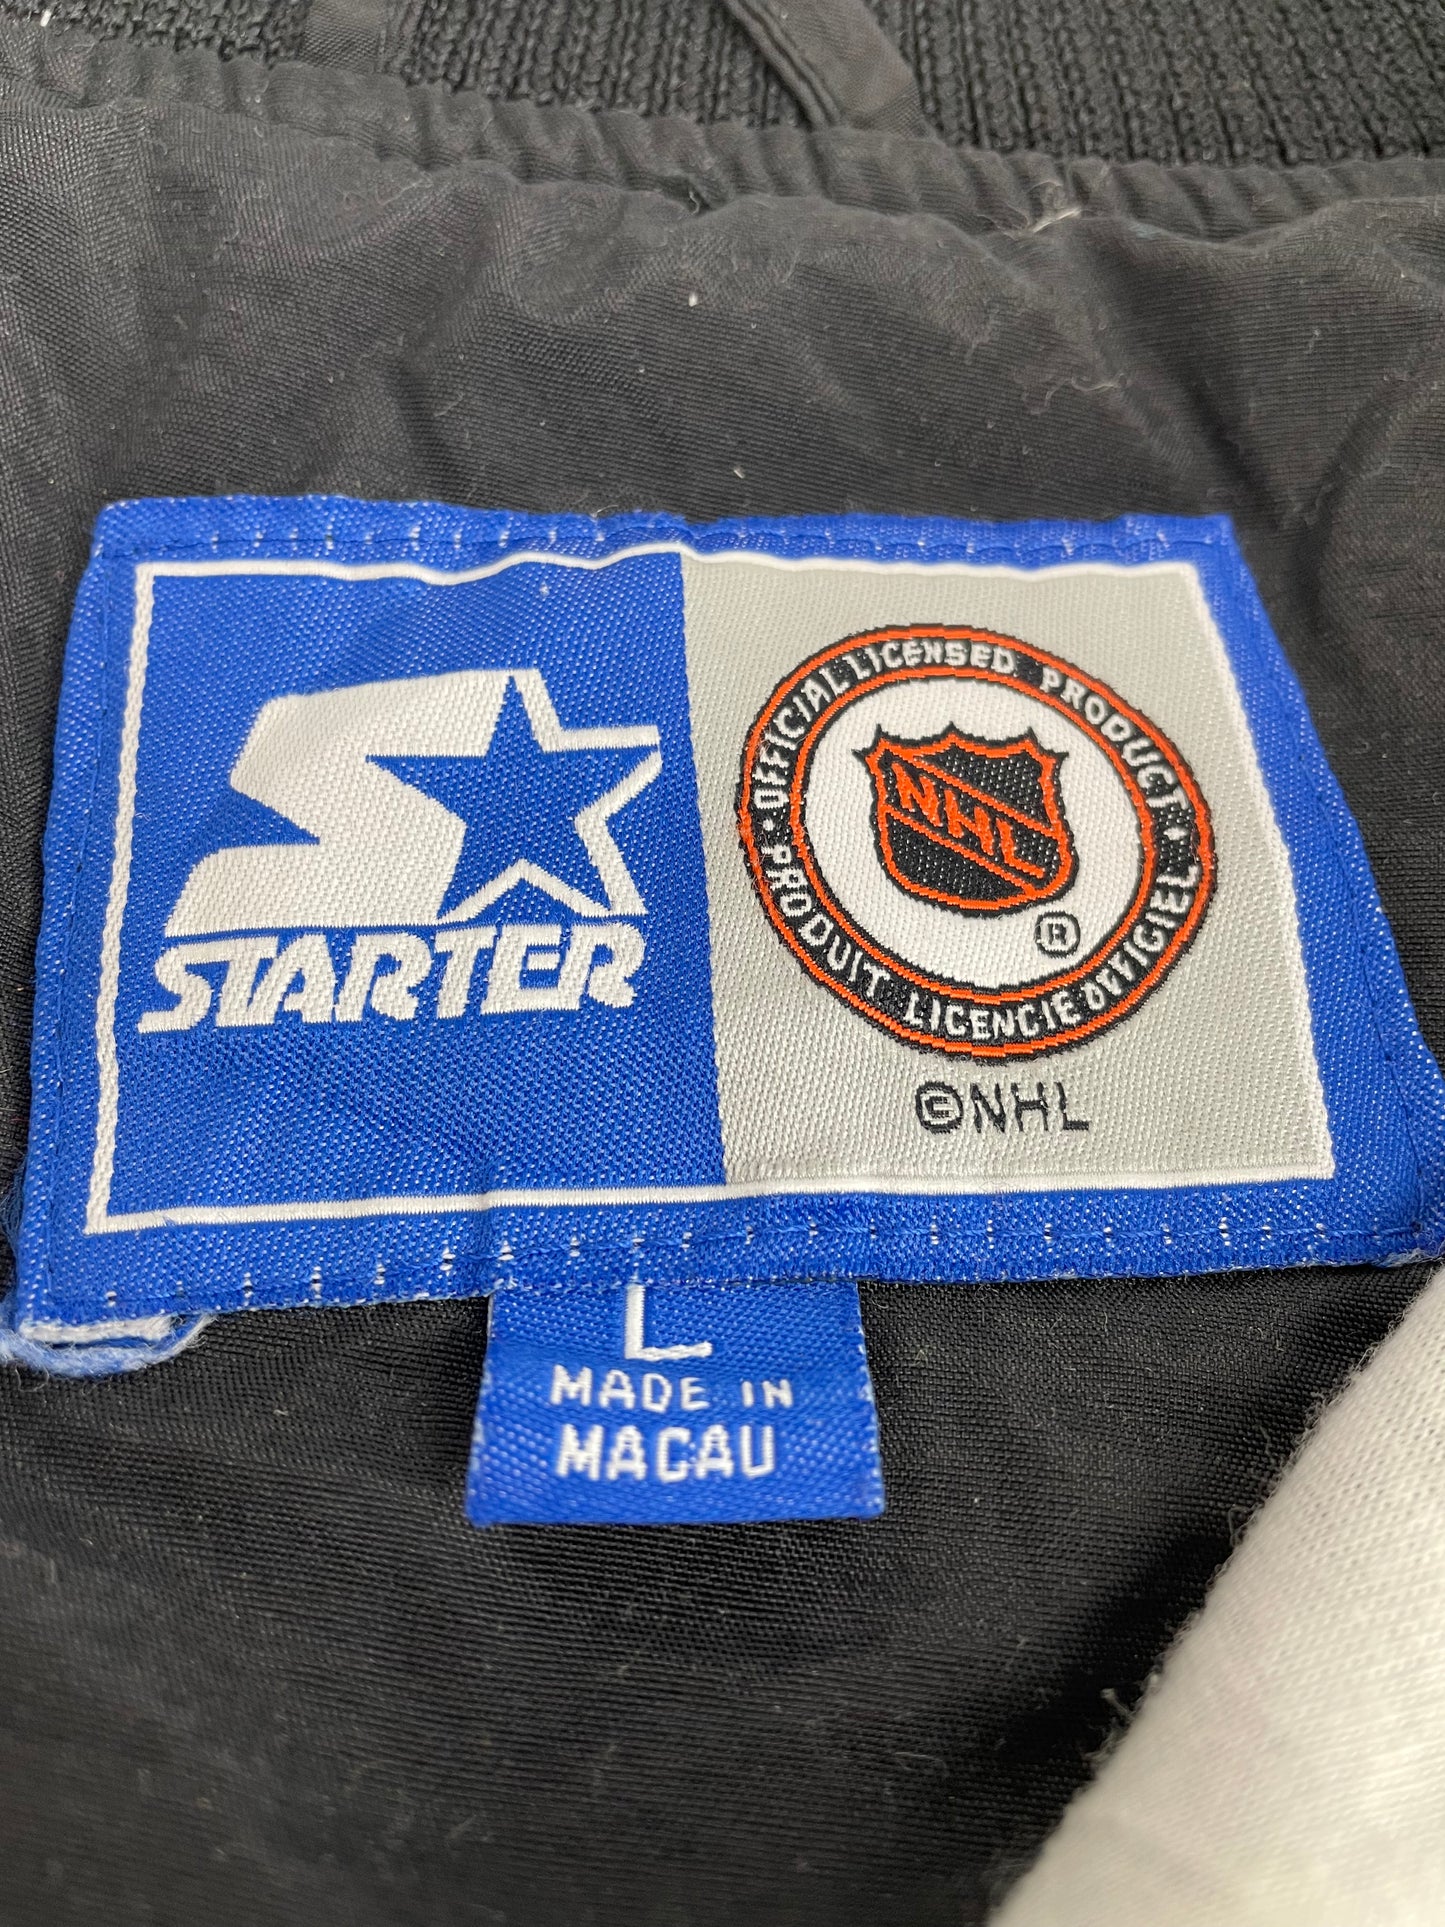 STARTER
OFFICIAL LICENSED PRODUCT •
PRODUIT LICENCIE OFFICIEL •
NHL
®
©NHL
L
MADE IN
MACAU